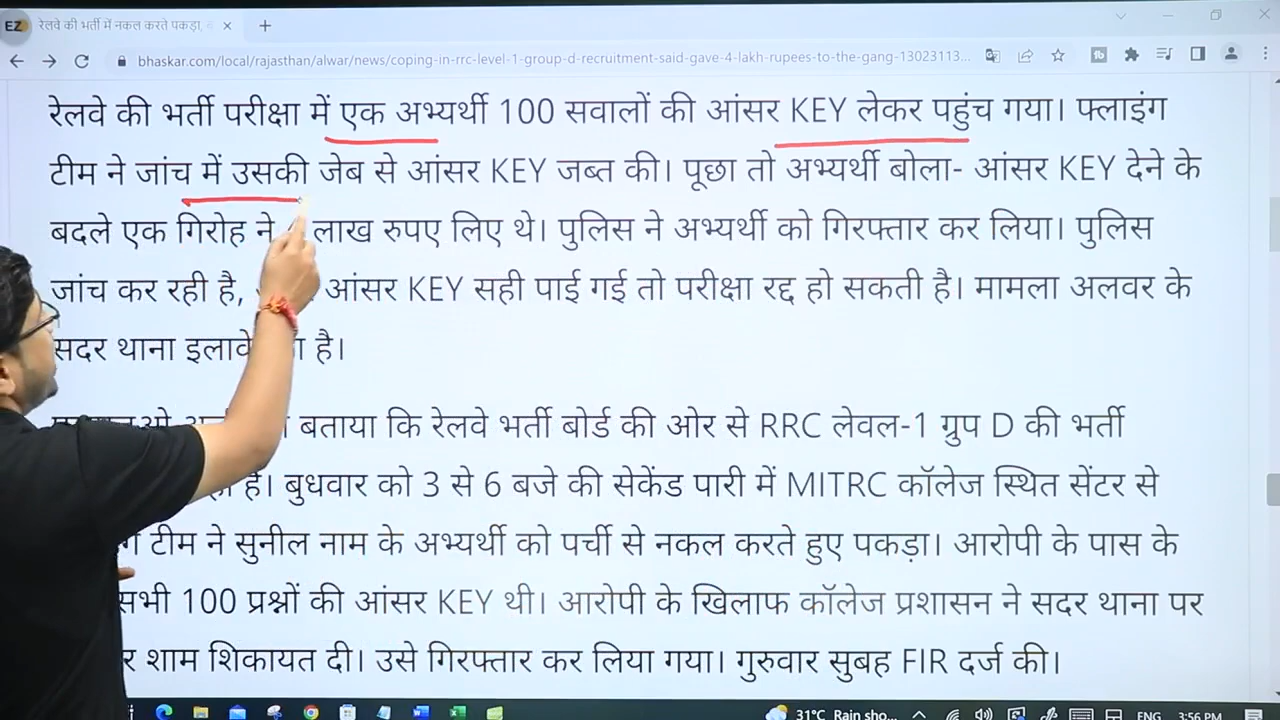 EZ रेलवे की भर्ती में नकल करते पकड़ा,
bhaskar.com/local/rajasthan/alwar/news/coping-in-rrc-level-1-group-d-recruitment-said-gave-4-lakh-rupees-to-the-gang-13023113...
रेलवे की भर्ती परीक्षा में एक अभ्यर्थी 100 सवालों की आंसर KEY लेकर पहुंच गया। फ्लाइंग
टीम ने जांच में उसकी जेब से आंसर KEY जब्त की। पूछा तो अभ्यर्थी बोला- आंसर KEY देने के
बदले एक गिरोह ने लाख रुपए लिए थे। पुलिस ने अभ्यर्थी को गिरफ्तार कर लिया। पुलिस
जांच कर रही है, आंसर KEY सही पाई गई तो परीक्षा रद्द हो सकती है। मामला अलवर के
सदर थाना इलाके है।
बताया कि रेलवे भर्ती बोर्ड की ओर से RRC लेवल-1 ग्रुप D की भर्ती
है। बुधवार को 3 से 6 बजे की सेकेंड पारी में MITRC कॉलेज स्थित सेंटर से
टीम ने सुनील नाम के अभ्यर्थी को पर्ची से नकल करते हुए पकड़ा। आरोपी के पास के
सभी 100 प्रश्नों की आंसर KEY थी। आरोपी के खिलाफ कॉलेज प्रशासन ने सदर थाना पर
शाम शिकायत दी। उसे गिरफ्तार कर लिया गया। गुरुवार सुबह FIR दर्ज की।
31°C Rain sho... ENG 3:56 PM